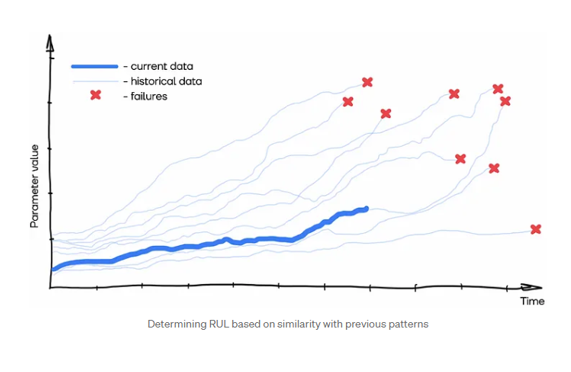 - current data
- historical data
- failures
Parameter value
Time
Determining RUL based on similarity with previous patterns